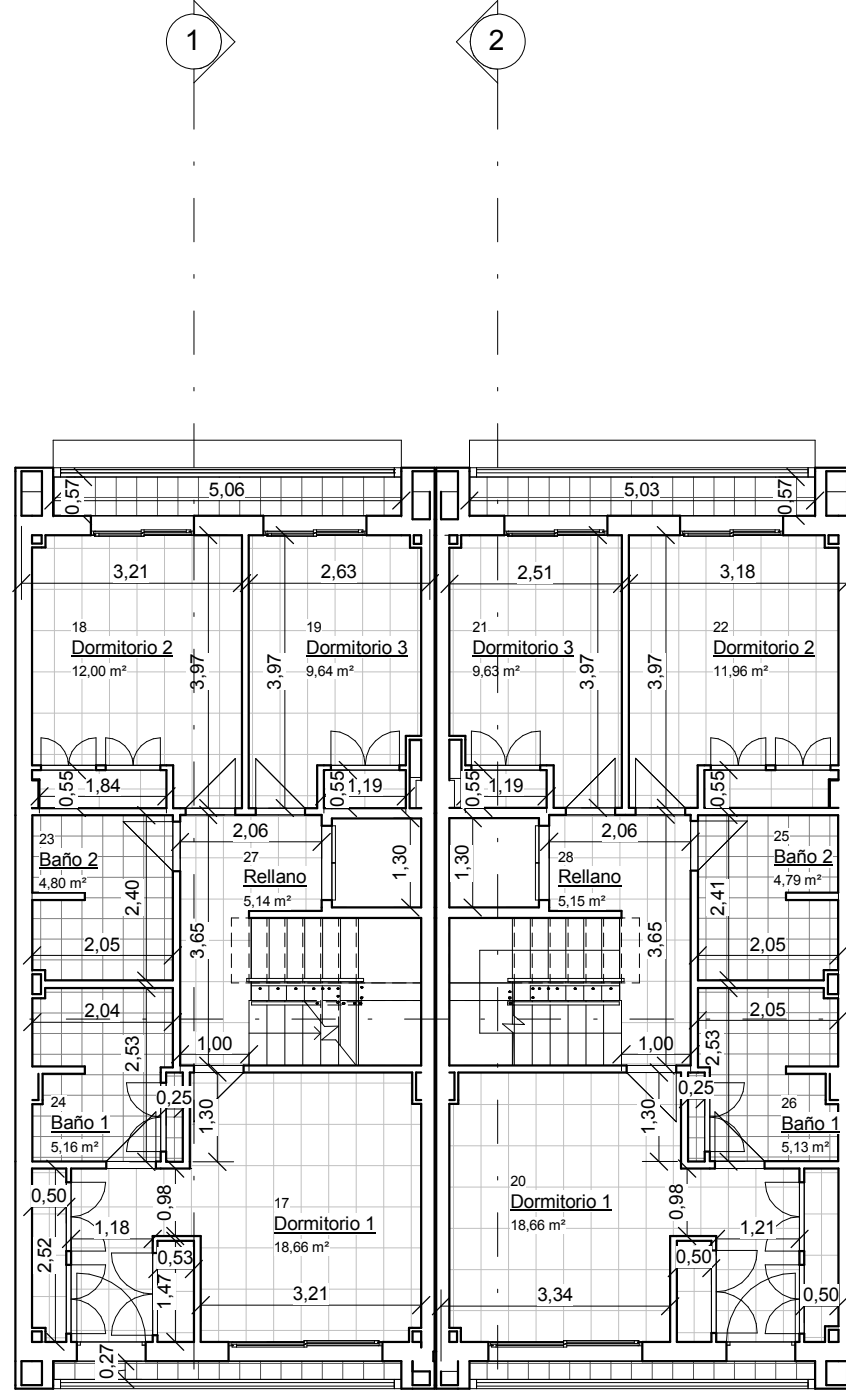 1
2
0,57
5,06
5,03
0,57
3,21
2,63
2,51
3,18
18
Dormitorio 2
12,00 m²
3,97
3,97
19
Dormitorio 3
9,64 m²
21
Dormitorio 3
9,63 m²
3,97
3,97
22
Dormitorio 2
11,96 m²
0,55
1,84
0,55
1,19
0,55
1,19
0,55
23
Baño 2
4,80 m²
2,40
2,05
2,06
27
Rellano
5,14 m²
1,30
3,65
1,30
2,06
28
Rellano
5,15 m²
3,65
25
Baño 2
4,79 m²
2,41
2,05
2,04
2,53
1,00
1,00
2,05
2,53
24
Baño 1
5,16 m²
0,25
1,30
1,30
0,25
26
Baño 1
5,13 m²
0,50
2,52
1,18
0,98
0,53
1,47
17
Dormitorio 1
18,66 m²
3,21
20
Dormitorio 1
18,66 m²
3,34
0,98
0,50
1,21
0,50
0,27